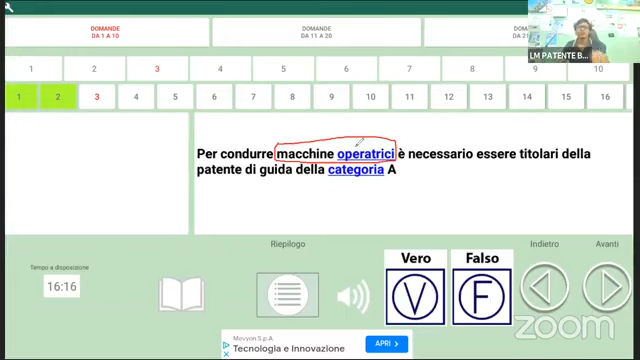 DOMANDE
DA 1 A 10
DOMANDE
DA 11 A 20
DOMANDE
LM PATENTE B...
1 2 3 4 5 6 7 8 9 10
1 2 3 4 5 6 7 8 9 10 11 12 13 14 15 16
Per condurre macchine operatrici è necessario essere titolari della
patente di guida della categoria A
Riepilogo
Indietro
Avanti
Tempo a disposizione
16:16
Vero
Falso
V
F
zoom
Movyon S.p.A
Tecnologia e Innovazione
APRI